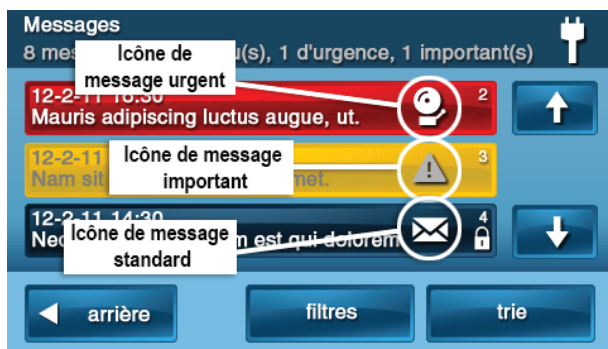 Messages
8 mes u(s), 1 d'urgence, 1 important(s)
Icône de
message urgent
12-2-11 16:30 2
Mauris adipiscing luctus augue, ut.
12-2-11 3
Icône de message
important
Nam sit met.
12-2-11 14:30 4
Icône de message
standard
Nec m est qui dolorem
arrière
filtres
trie